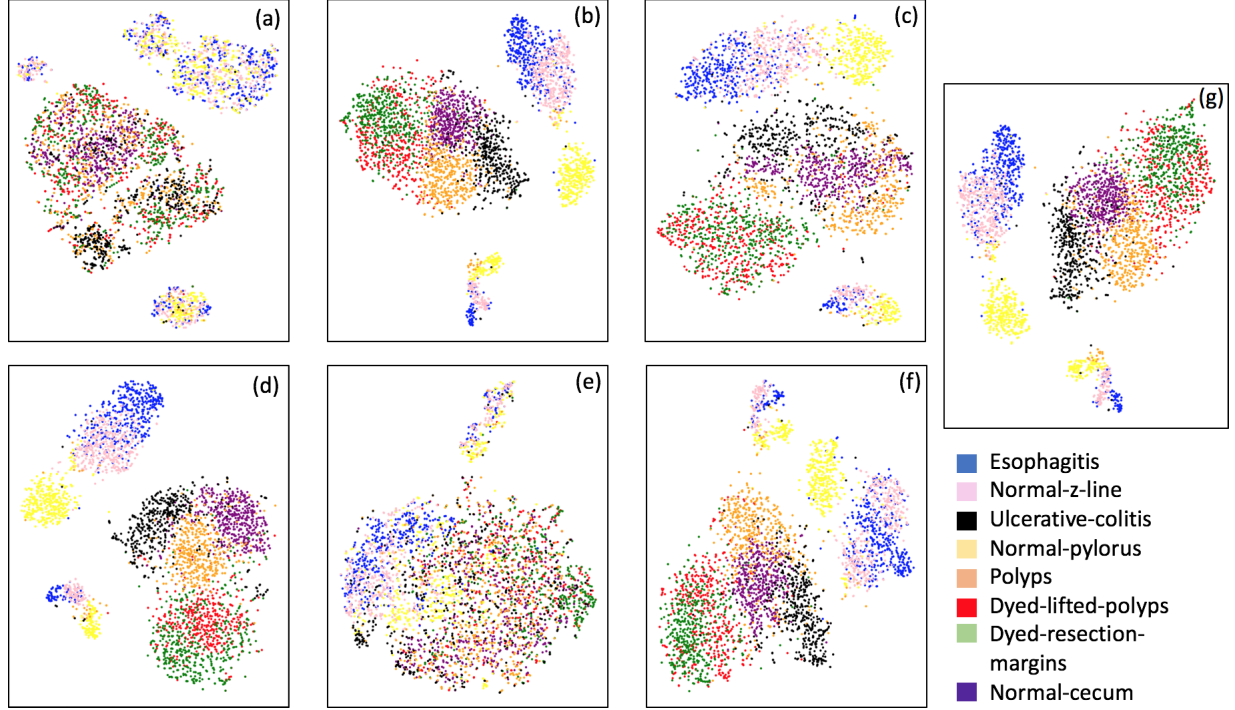 (a)
(b)
(c)
(g)
(d)
(e)
(f)
Esophagitis
Normal-z-line
Ulcerative-colitis
Normal-pylorus
Polyps
Dyed-lifted-polyps
Dyed-resection-
margins
Normal-cecum